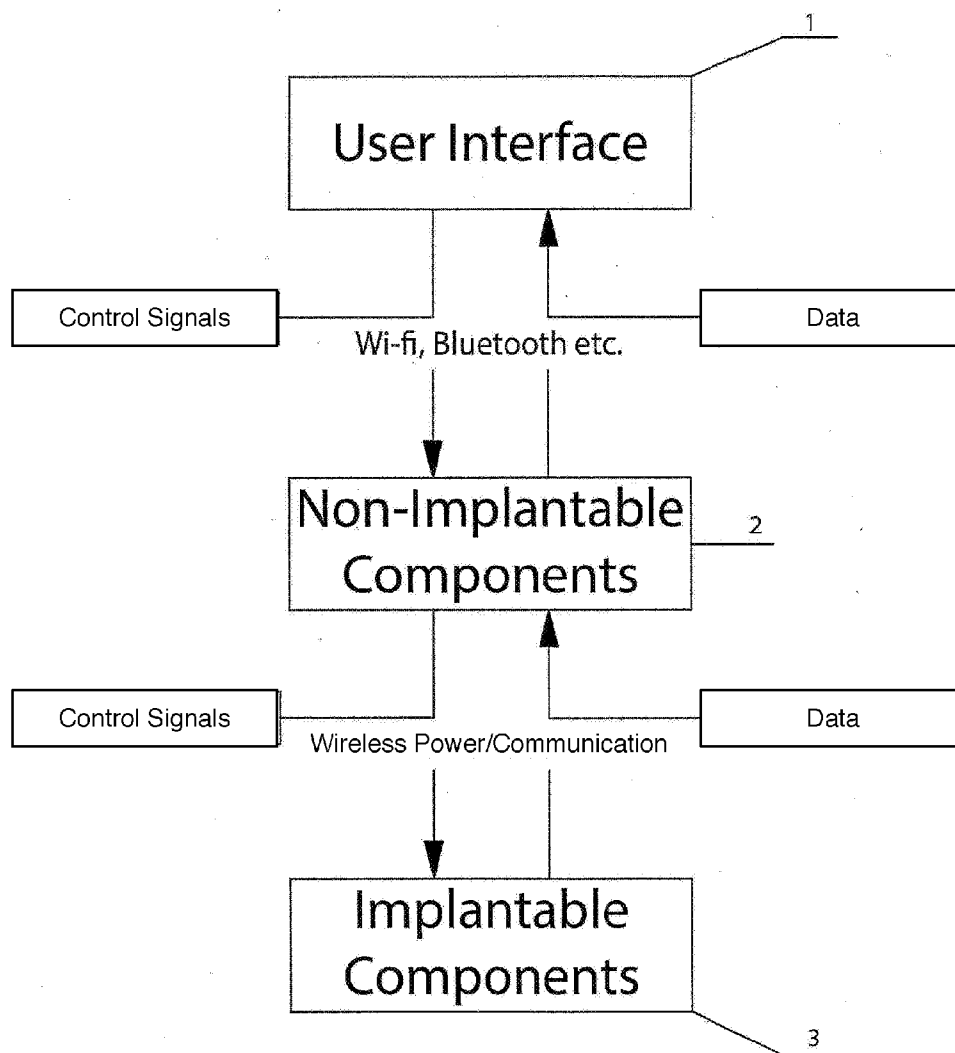 1
User Interface
Control Signals
Data
Wi-fi, Bluetooth etc.
Non-Implantable
Components
2
Control Signals
Data
Wireless Power/Communication
Implantable
Components
3